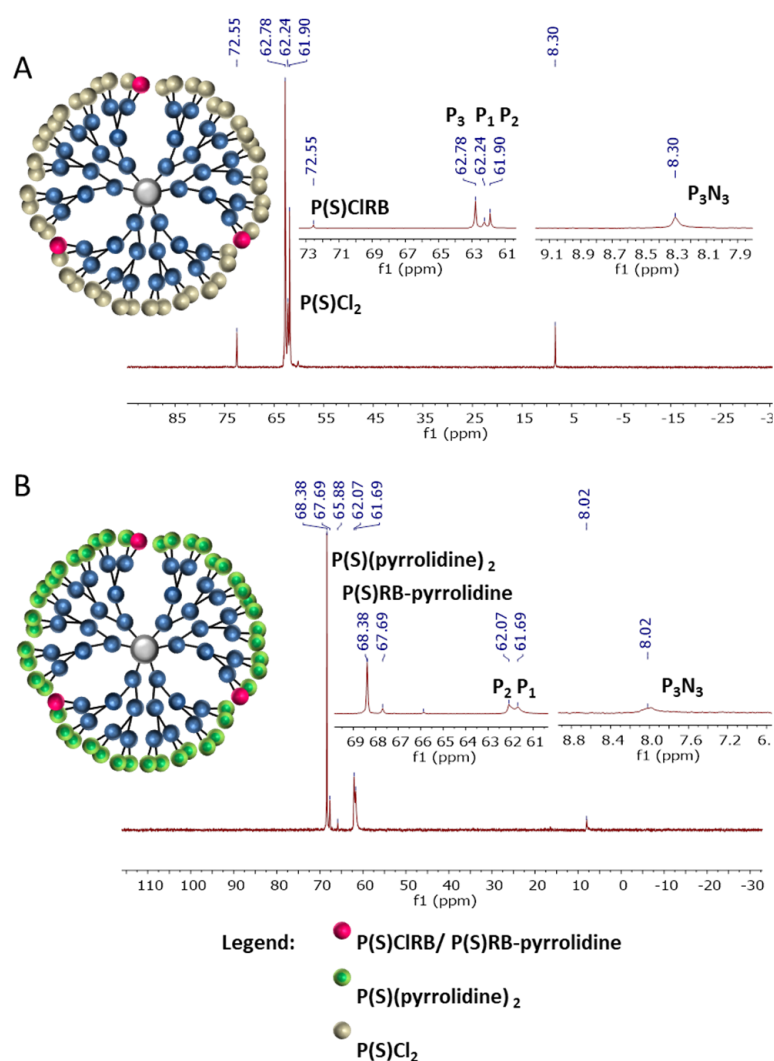 A
72.55
62.78
62.24
61.90
8.30
P3 P1 P2
72.55
62.78
62.24
61.90
8.30
P(S)ClRB
P3N3
73 71 69 67 65 63 61
f1 (ppm)
9.1 8.9 8.7 8.5 8.3 8.1 7.9
f1 (ppm)
P(S)Cl2
85 75 65 55 45 35 25 15 5 -5 -15 -25 -3
f1 (ppm)
B
68.38
67.69
65.88
62.07
61.69
8.02
P(S)(pyrrolidine)2
P(S)RB-pyrrolidine
68.38
67.69
62.07
61.69
8.02
P2 P1
P3N3
69 68 67 66 65 64 63 62 61
f1 (ppm)
8.8 8.4 8.0 7.6 7.2 6.
f1 (ppm)
110 100 90 80 70 60 50 40 30 20 10 0 -10 -20 -30
f1 (ppm)
Legend:
P(S)ClRB/ P(S)RB-pyrrolidine
P(S)(pyrrolidine)2
P(S)Cl2